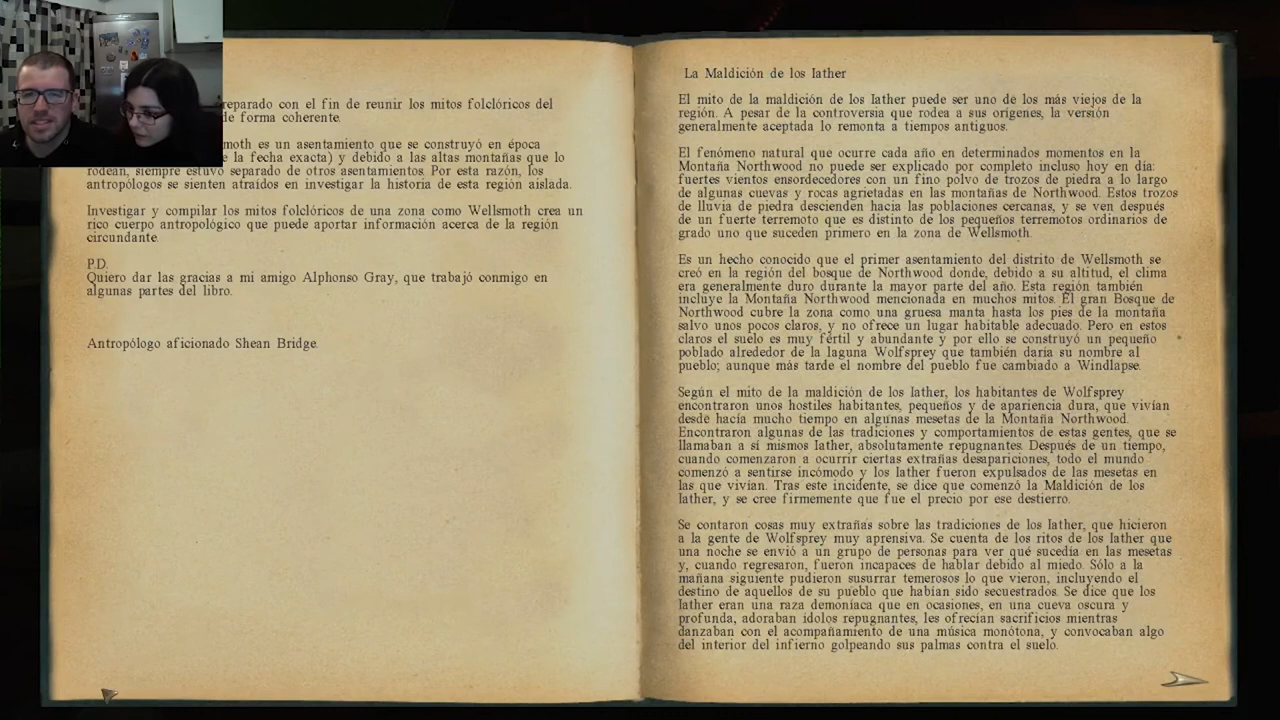 reparado con el fin de reunir los mitos folclóricos del
de forma coherente.
moth es un asentamiento que se construyó en época
la fecha exacta) y debido a las altas montañas que lo
rodean, siempre estuvo separado de otros asentamientos. Por esta razón, los
antropólogos se sienten atraídos en investigar la historia de esta región aislada.
Investigar y compilar los mitos folclóricos de una zona como Wellsmoth crea un
rico cuerpo antropológico que puede aportar información acerca de la región
circundante.
P.D.
Quiero dar las gracias a mi amigo Alphonso Gray, que trabajó conmigo en
algunas partes del libro.
Antropólogo aficionado Shean Bridge.
La Maldición de los Iather
El mito de la maldición de los Iather puede ser uno de los más viejos de la
región. A pesar de la controversia que rodea a sus orígenes, la versión
generalmente aceptada lo remonta a tiempos antiguos.
El fenómeno natural que ocurre cada año en determinados momentos en la
Montaña Northwood no puede ser explicado por completo incluso hoy en día:
fuertes vientos ensordecedores con un fino polvo de trozos de piedra a lo largo
de algunas cuevas y rocas agrietadas en las montañas de Northwood. Estos trozos
de lluvia de piedra descienden hacia las poblaciones cercanas, y se ven después
de un fuerte terremoto que es distinto de los pequeños terremotos ordinarios de
grado uno que suceden primero en la zona de Wellsmoth.
Es un hecho conocido que el primer asentamiento del distrito de Wellsmoth se
creó en la región del bosque de Northwood donde, debido a su altitud, el clima
era generalmente duro durante la mayor parte del año. Esta región también
incluye la Montaña Northwood mencionada en muchos mitos. El gran Bosque de
Northwood cubre la zona como una gruesa manta hasta los pies de la montaña
salvo unos pocos claros, y no ofrece un lugar habitable adecuado. Pero en estos
claros el suelo es muy fértil y abundante y por ello se construyó un pequeño
poblado alrededor de la laguna Wolfsprey que también daría su nombre al
pueblo; aunque más tarde el nombre del pueblo fue cambiado a Windlapse.
Según el mito de la maldición de los Iather, los habitantes de Wolfsprey
encontraron unos hostiles habitantes, pequeños y de apariencia dura, que vivían
desde hacía mucho tiempo en algunas mesetas de la Montaña Northwood.
Encontraron algunas de las tradiciones y comportamientos de estas gentes, que se
llamaban a sí mismos Iather, absolutamente repugnantes. Después de un tiempo,
cuando comenzaron a ocurrir ciertas extrañas desapariciones, todo el mundo
comenzó a sentirse incómodo y los Iather fueron expulsados de las mesetas en
las que vivían. Tras este incidente, se dice que comenzó la Maldición de los
Iather, y se cree firmemente que fue el precio por ese destierro.
Se contaron cosas muy extrañas sobre las tradiciones de los Iather, que hicieron
a la gente de Wolfsprey muy aprensiva. Se cuenta de los ritos de los Iather que
una noche se envió a un grupo de personas para ver qué sucedía en las mesetas
y, cuando regresaron, fueron incapaces de hablar debido al miedo. Sólo a la
mañana siguiente pudieron susurrar temerosos lo que vieron, incluyendo el
destino de aquellos de su pueblo que habían sido secuestrados. Se dice que los
Iather eran una raza demoníaca que en ocasiones, en una cueva oscura y
profunda, adoraban ídolos repugnantes, les ofrecían sacrificios mientras
danzaban con el acompañamiento de una música monótona, y convocaban algo
del interior del infierno golpeando sus palmas contra el suelo.